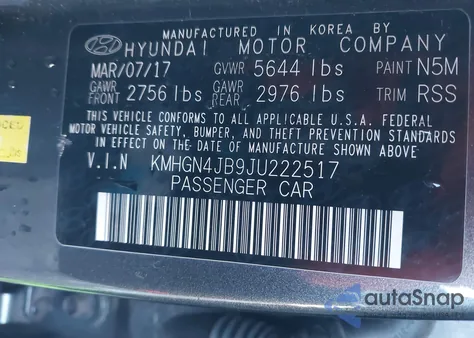 MANUFACTURED IN KOREA BY
HYUNDAI MOTOR COMPANY
MAR/07/17 GVWR 5644 lbs PAINT N5M
GAWR FRONT 2756 lbs GAWR REAR 2976 lbs TRIM RSS
THIS VEHICLE CONFORMS TO ALL APPLICABLE U.S.A. FEDERAL
MOTOR VEHICLE SAFETY, BUMPER, AND THEFT PREVENTION STANDARDS
IN EFFECT ON THE DATE OF MANUFACTURE SHOWN ABOVE.
V.I.N KMHGN4JB9JU222517
PASSENGER CAR
autoSnap